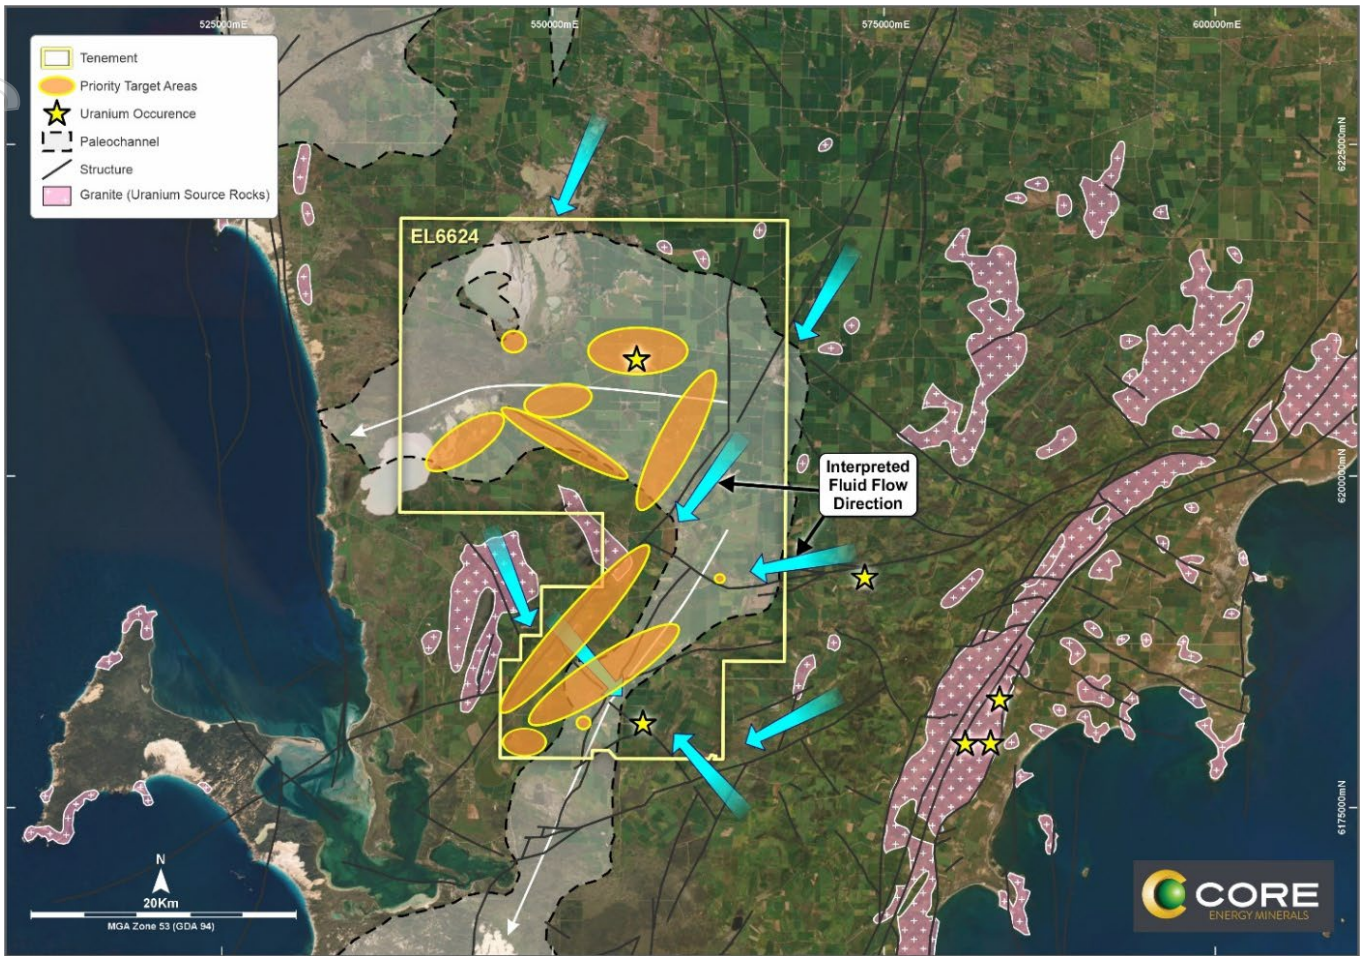 525000mE
550000mE
575000mE
600000mE
Tenement
Priority Target Areas
Uranium Occurence
Paleochannel
Structure
Granite (Uranium Source Rocks)
6225000mN
EL6624
Interpreted
Fluid Flow
Direction
6200000mN
6175000mN
N
20Km
MGA Zone 53 (GDA 94)
CORE
ENERGY MINERALS